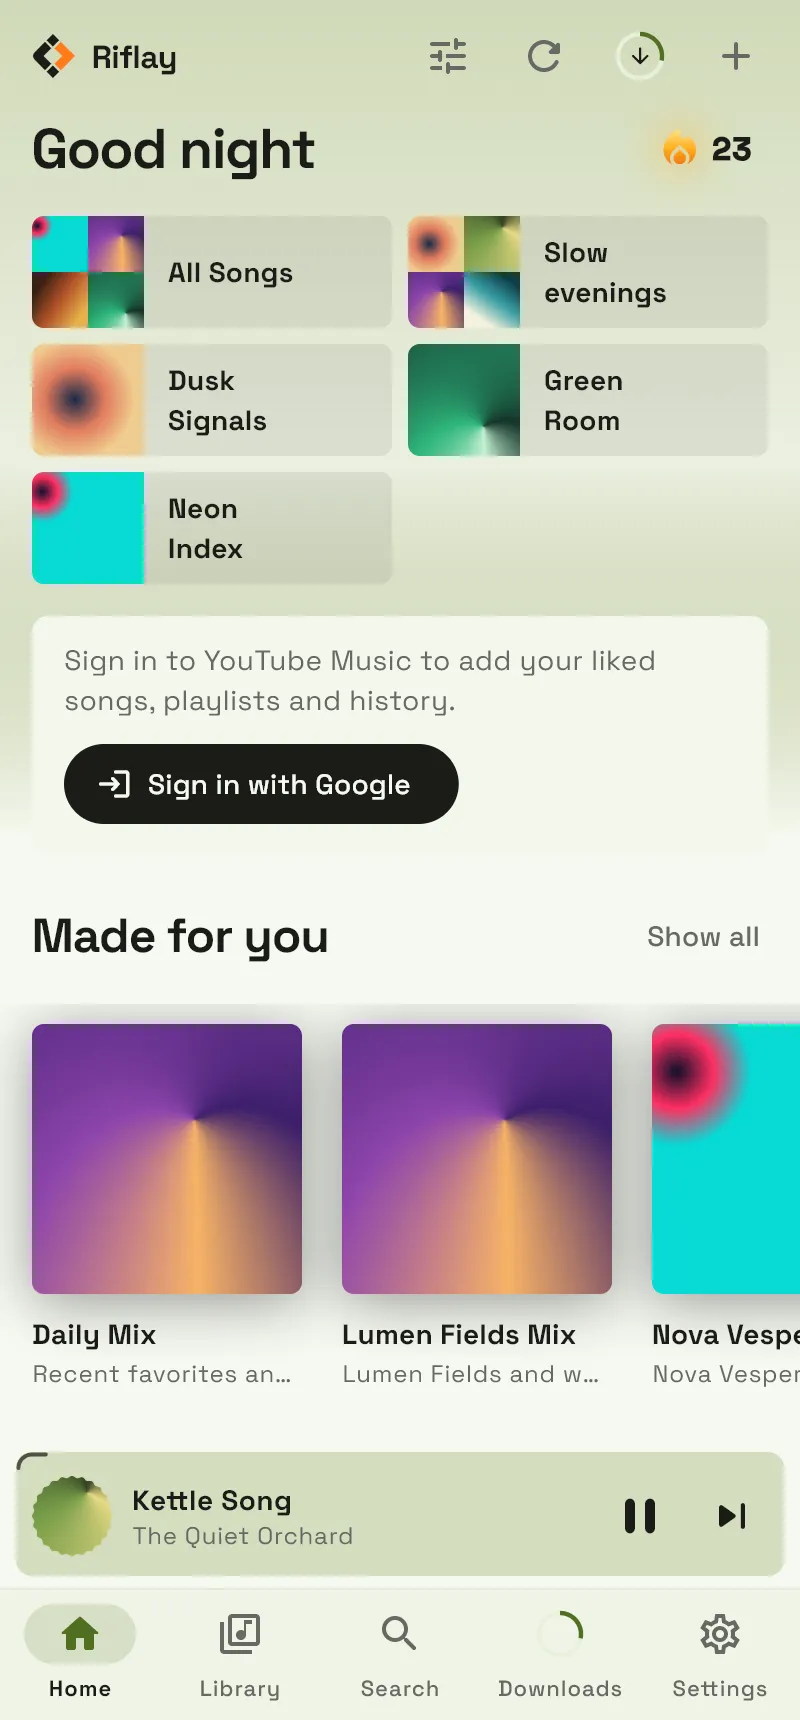 Riflay
Good night
23
All Songs
Slow
evenings
Dusk
Signals
Green
Room
Neon
Index
Sign in to YouTube Music to add your liked
songs, playlists and history.
Sign in with Google
Made for you
Show all
Daily Mix
Recent favorites an...
Lumen Fields Mix
Lumen Fields and w...
Nova Vespe
Nova Vesper
Kettle Song
The Quiet Orchard
Home
Library
Search
Downloads
Settings